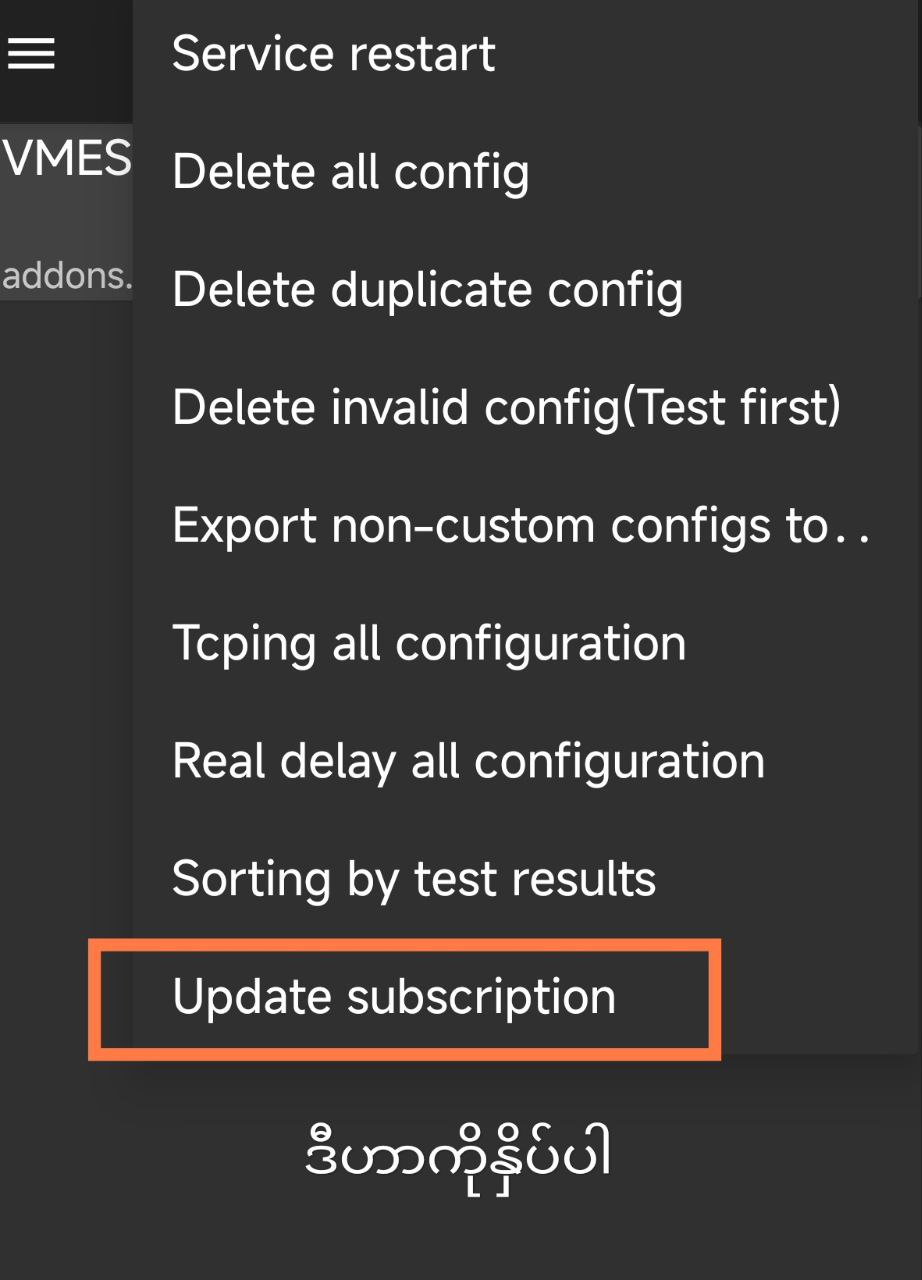 Service restart
VMES
Delete all config
addons.
Delete duplicate config
Delete invalid config(Test first)
Export non-custom configs to..
Tcping all configuration
Real delay all configuration
Sorting by test results
Update subscription
ဒီဟာကိုနှိပ်ပါ